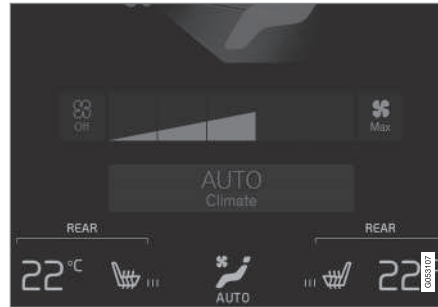 Off
Max
AUTO
Climate
REAR REAR
22°C 22
AUTO
G053107